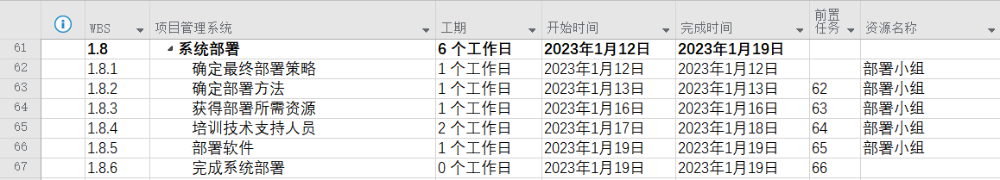 WBS 项目管理系统 工期 开始时间 完成时间 前置任务 资源名称
61 1.8 系统部署 6 个工作日 2023年1月12日 2023年1月19日
62 1.8.1 确定最终部署策略 1 个工作日 2023年1月12日 2023年1月12日 部署小组
63 1.8.2 确定部署方法 1 个工作日 2023年1月13日 2023年1月13日 62 部署小组
64 1.8.3 获得部署所需资源 1 个工作日 2023年1月16日 2023年1月16日 63 部署小组
65 1.8.4 培训技术支持人员 2 个工作日 2023年1月17日 2023年1月18日 64 部署小组
66 1.8.5 部署软件 1 个工作日 2023年1月19日 2023年1月19日 65 部署小组
67 1.8.6 完成系统部署 0 个工作日 2023年1月19日 2023年1月19日 66